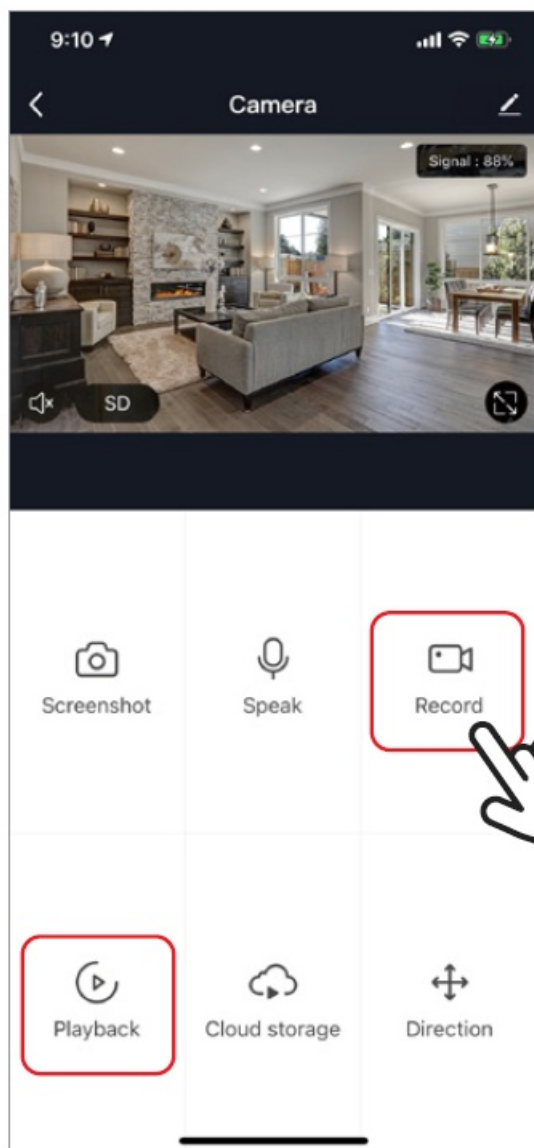 9:10
Camera
Signal : 88%
SD
Screenshot
Speak
Record
Playback
Cloud storage
Direction